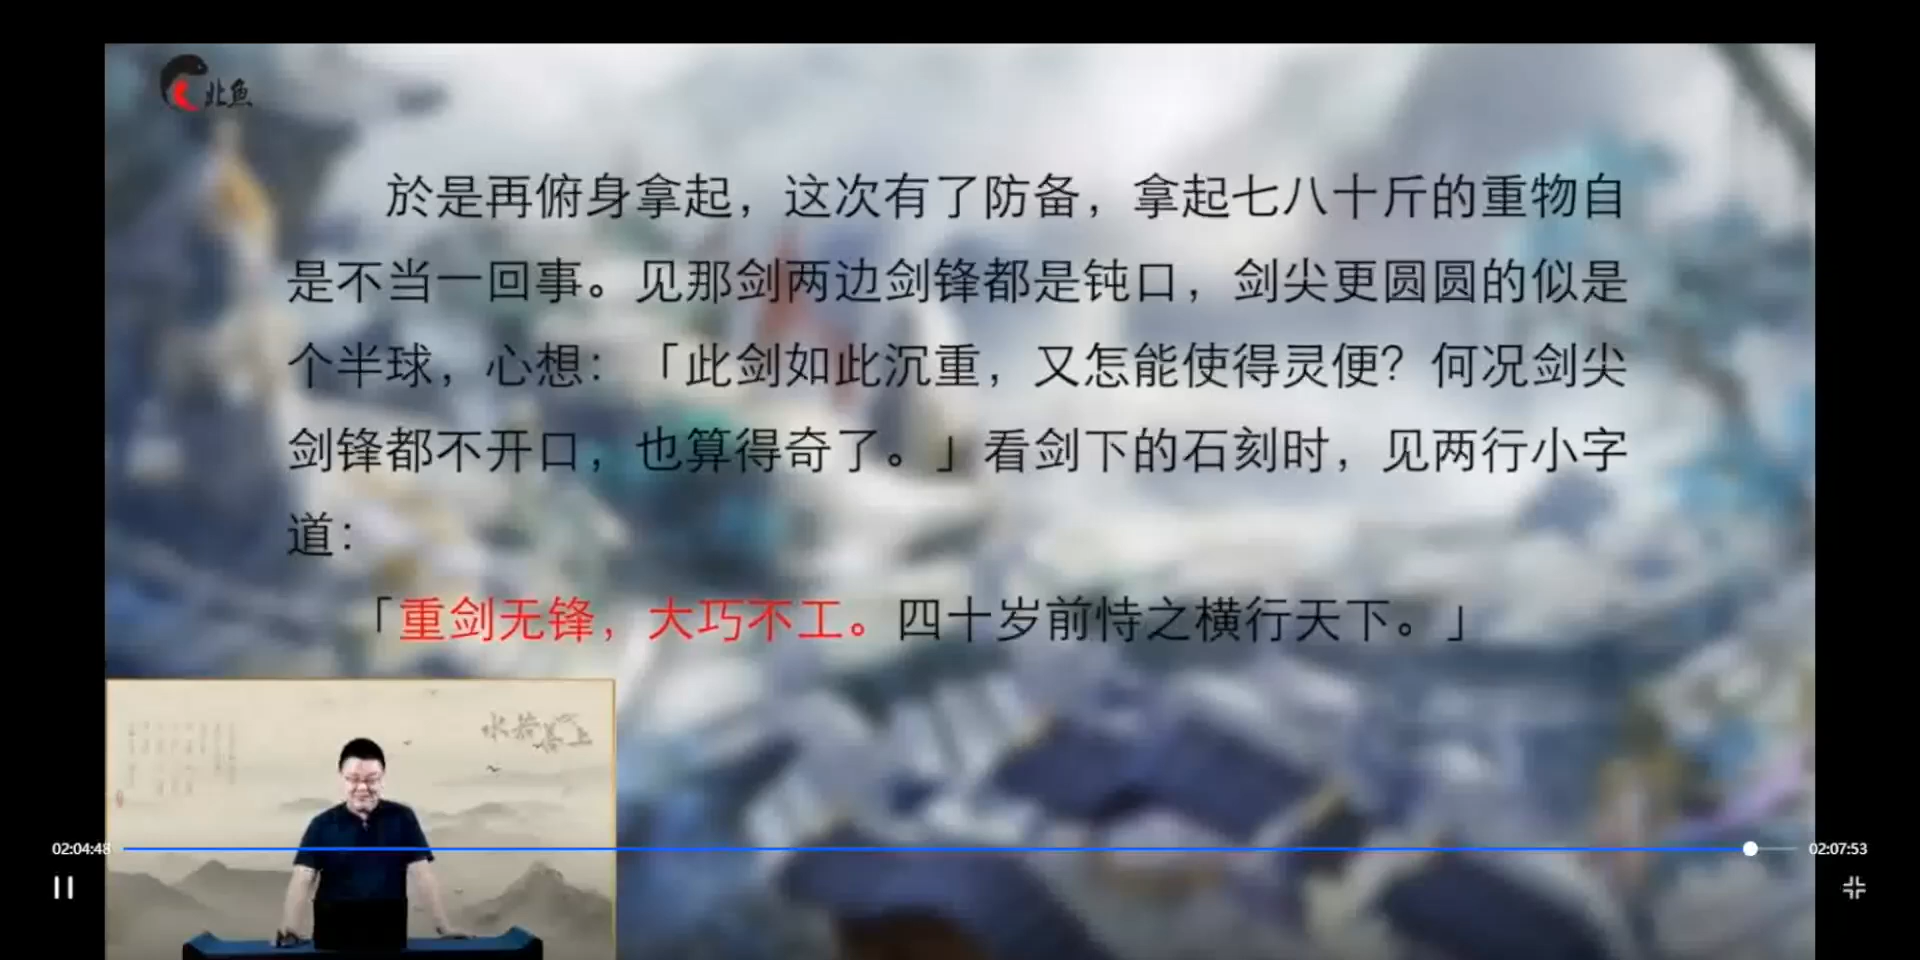 北鱼
於是再俯身拿起，这次有了防备，拿起七八十斤的重物自
是不当一回事。见那剑两边剑锋都是钝口，剑尖更圆圆的似是
个半球，心想：「此剑如此沉重，又怎能使得灵便？何况剑尖
剑锋都不开口，也算得奇了。」看剑下的石刻时，见两行小字
道：
「重剑无锋，大巧不工。四十岁前恃之横行天下。」
上善若水
02:04:48
02:07:53